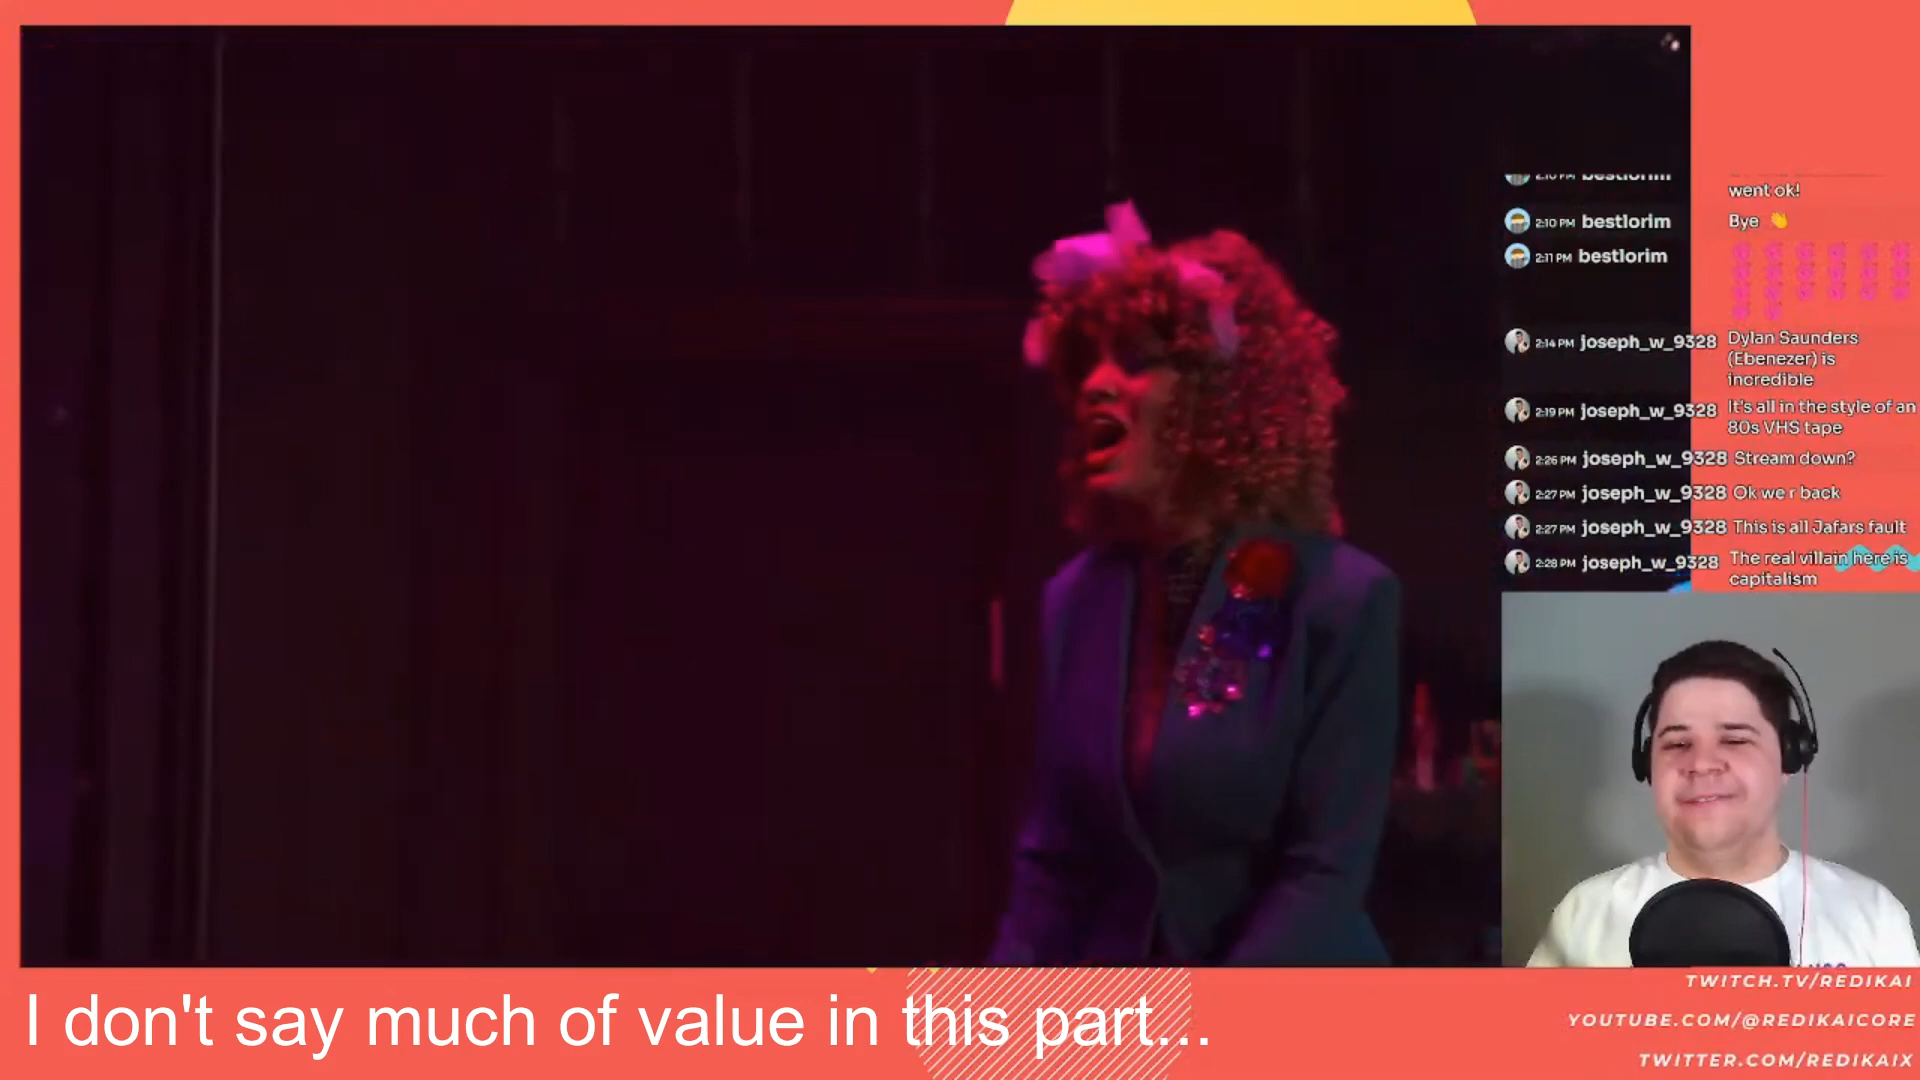 2:10 PM bestlorim
went ok!
2:10 PM bestlorim Bye 👋
2:11 PM bestlorim
2:14 PM joseph_w_9328 Dylan Saunders
(Ebenezer) is
incredible
2:19 PM joseph_w_9328 It's all in the style of an
80s VHS tape
2:26 PM joseph_w_9328 Stream down?
2:27 PM joseph_w_9328 Ok we r back
2:27 PM joseph_w_9328 This is all Jafars fault
2:28 PM joseph_w_9328 The real villain here is
capitalism
I don't say much of value in this part...
TWITCH.TV/REDIKAI
YOUTUBE.COM/@REDIKAICORE
TWITTER.COM/REDIKAIX